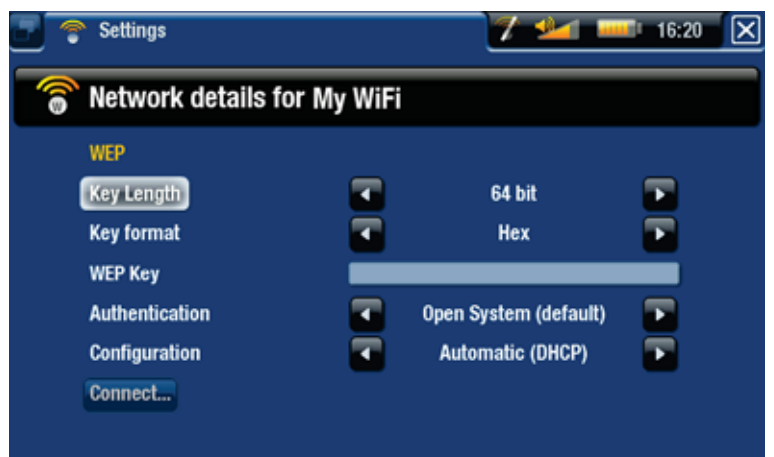 Settings 16:20
Network details for My WiFi
WEP
Key Length 64 bit
Key format Hex
WEP Key
Authentication Open System (default)
Configuration Automatic (DHCP)
Connect...